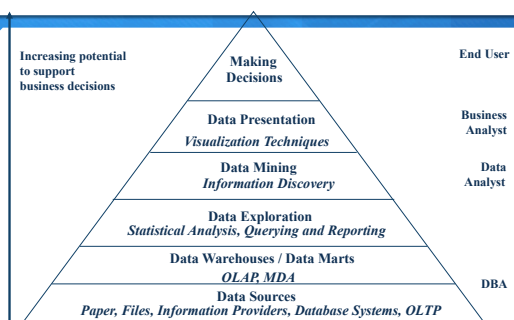 Increasing potential
to support
business decisions
Making
Decisions
End User
Data Presentation
Visualization Techniques
Business
Analyst
Data Mining
Information Discovery
Data
Analyst
Data Exploration
Statistical Analysis, Querying and Reporting
Data Warehouses / Data Marts
OLAP, MDA
DBA
Data Sources
Paper, Files, Information Providers, Database Systems, OLTP